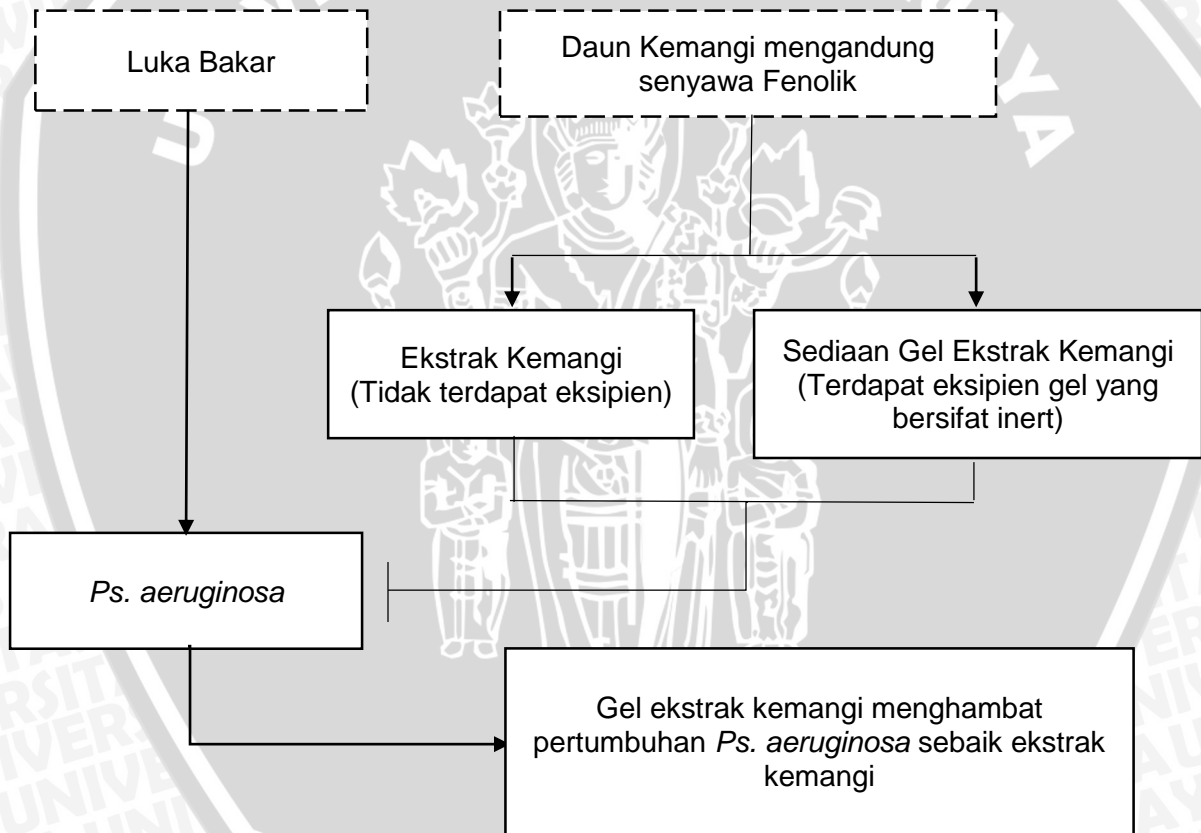 Luka Bakar
Daun Kemangi mengandung
senyawa Fenolik
Ekstrak Kemangi
(Tidak terdapat eksipien)
Sediaan Gel Ekstrak Kemangi
(Terdapat eksipien gel yang
bersifat inert)
Ps. aeruginosa
Gel ekstrak kemangi menghambat
pertumbuhan Ps. aeruginosa sebaik ekstrak
kemangi